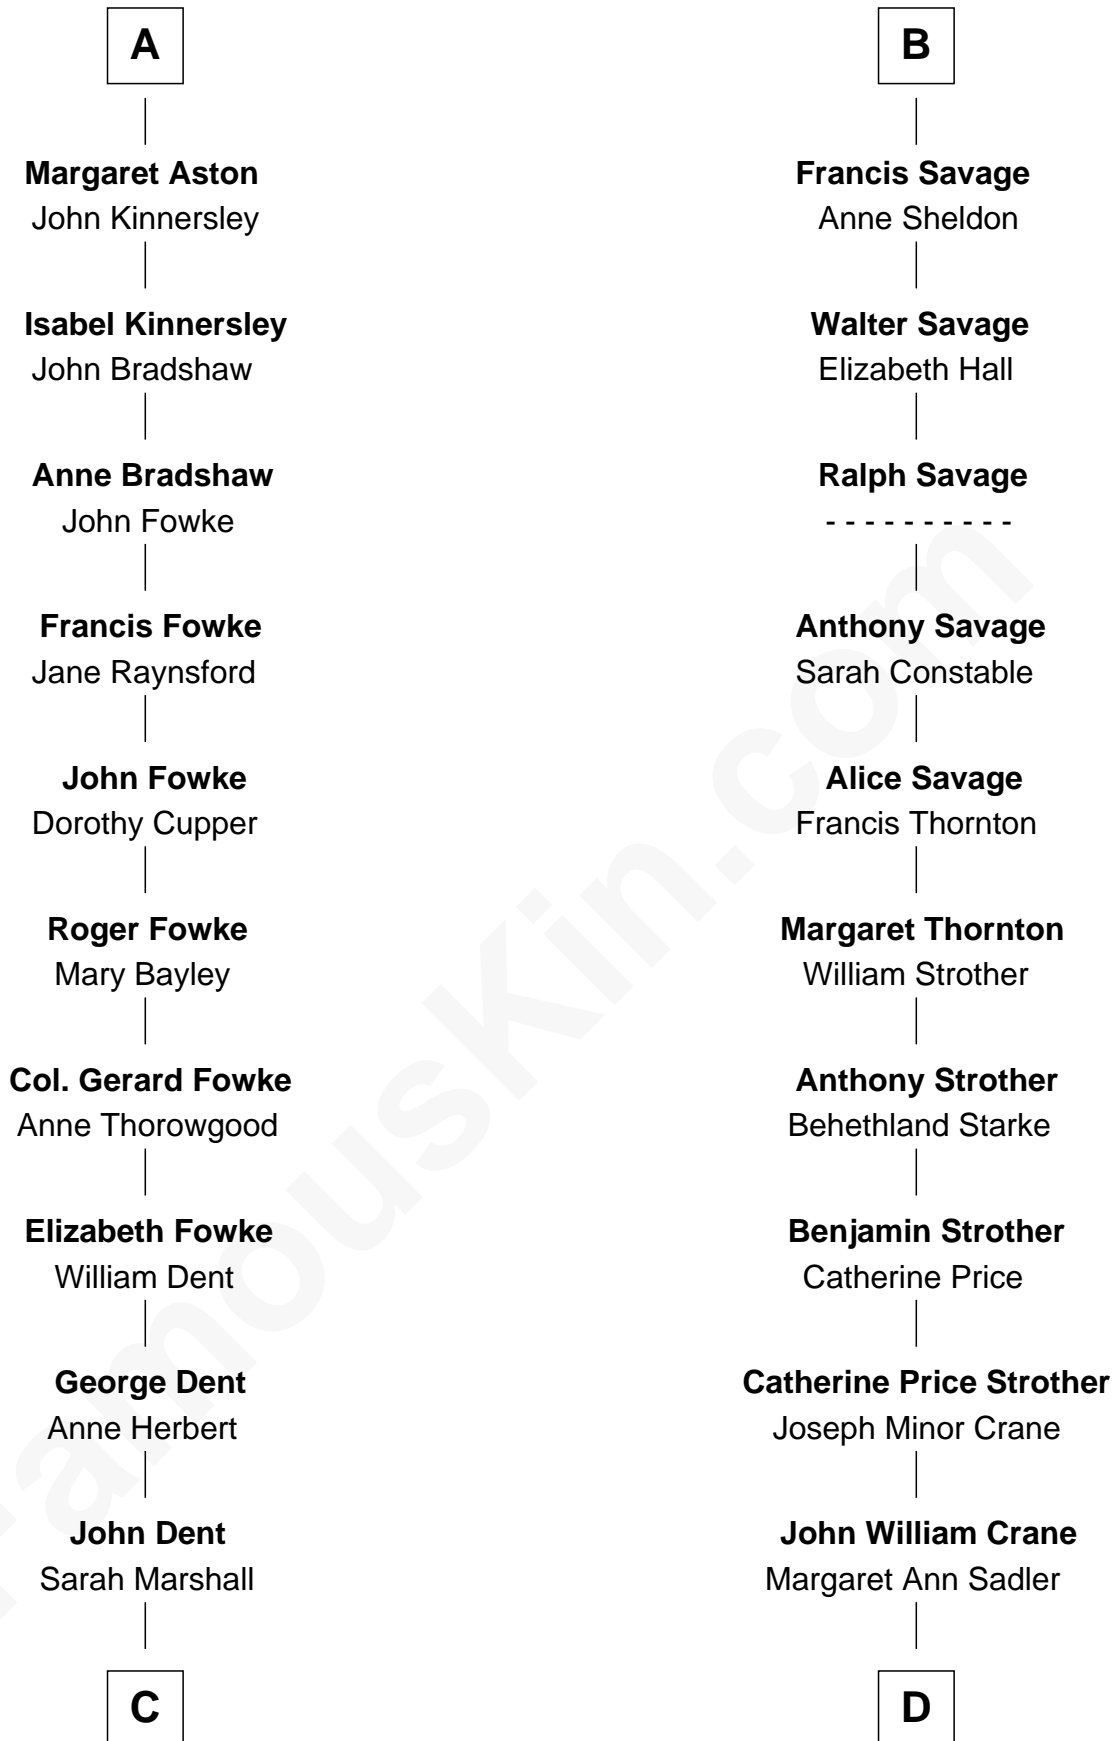 A
Margaret Aston
John Kinnersley
Isabel Kinnersley
John Bradshaw
Anne Bradshaw
John Fowke
Francis Fowke
Jane Raynsford
John Fowke
Dorothy Cupper
Roger Fowke
Mary Bayley
Col. Gerard Fowke
Anne Thorowgood
Elizabeth Fowke
William Dent
George Dent
Anne Herbert
John Dent
Sarah Marshall
C
B
Francis Savage
Anne Sheldon
Walter Savage
Elizabeth Hall
Ralph Savage
- - - - - - - - - -
Anthony Savage
Sarah Constable
Alice Savage
Francis Thornton
Margaret Thornton
William Strother
Anthony Strother
Behethland Starke
Benjamin Strother
Catherine Price
Catherine Price Strother
Joseph Minor Crane
John William Crane
Margaret Ann Sadler
D
FamousKin.com